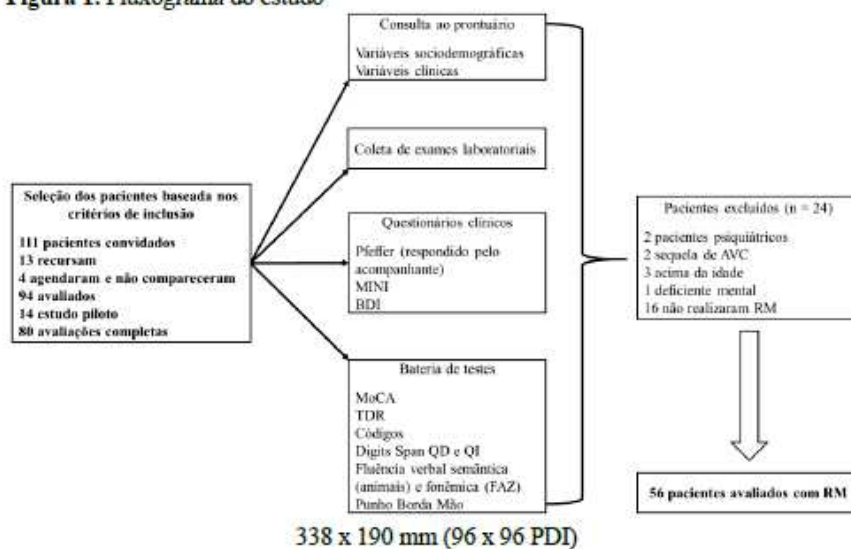 Figura 1. Fluxograma do estudo
Seleção dos pacientes baseada nos
critérios de inclusão
111 pacientes convidados
13 recursam
4 agendaram e não compareceram
94 avaliados
14 estudo piloto
80 avaliações completas
Consulta ao prontuário
Variáveis sociodemográficas
Variáveis clínicas
Coleta de exames laboratoriais
Questionários clínicos
Pfeffer (respondido pelo
acompanhante)
MINI
BDI
Bateria de testes
MoCA
TDR
Códigos
Digits Span QD e QI
Fluência verbal semântica
(animais) e fonêmica (FAZ)
Punho Borda Mão
Pacientes excluídos (n = 24)
2 pacientes psiquiátricos
2 sequela de AVC
3 acima da idade
1 deficiente mental
16 não realizaram RM
56 pacientes avaliados com RM
338 x 190 mm (96 x 96 PDI)